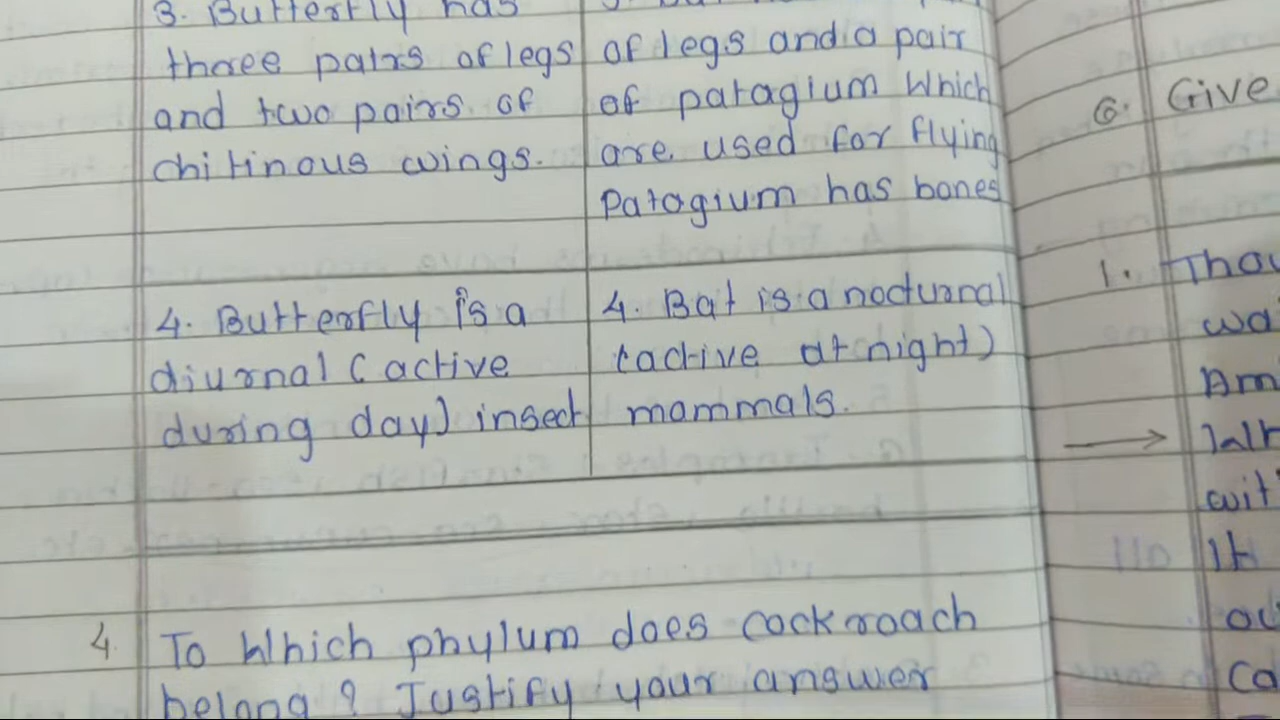 3. Butterfly has
three pairs of legs
and two pairs of
chitinous wings.
of legs and a pair
of patagium Which
are used for flying
Patagium has bones
4. Butterfly is a
diurnal (active
during day) insect
4. Bat is a nocturnal
(active at night)
mammals.
4 To Which phylum does cockroach
belong? Justify your answer
6. Give
1.
it